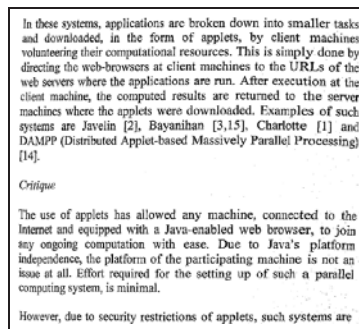 In these systems, applications are broken down into smaller tasks
and downloaded, in the form of applets, by client machines
volunteering their computational resources. This is simply done by
directing the web-browsers at client machines to the URLs of the
web servers where the applications are run. After execution at the
client machine, the computed results are returned to the server
machines where the applets were downloaded. Examples of such
systems are Javelin [2], Bayanihan [3,15], Charlotte [1] and
DAMPP (Distributed Applet-based Massively Parallel Processing)
[14].
Critique
The use of applets has allowed any machine, connected to the
Internet and equipped with a Java-enabled web browser, to join
any ongoing computation with ease. Due to Java's platform
independence, the platform of the participating machine is not an
issue at all. Effort required for the setting up of such a parallel
computing system, is minimal.
However, due to security restrictions of applets, such systems are